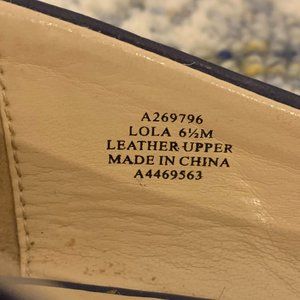 A269796
LOLA 6½M
LEATHER UPPER
MADE IN CHINA
A4469563